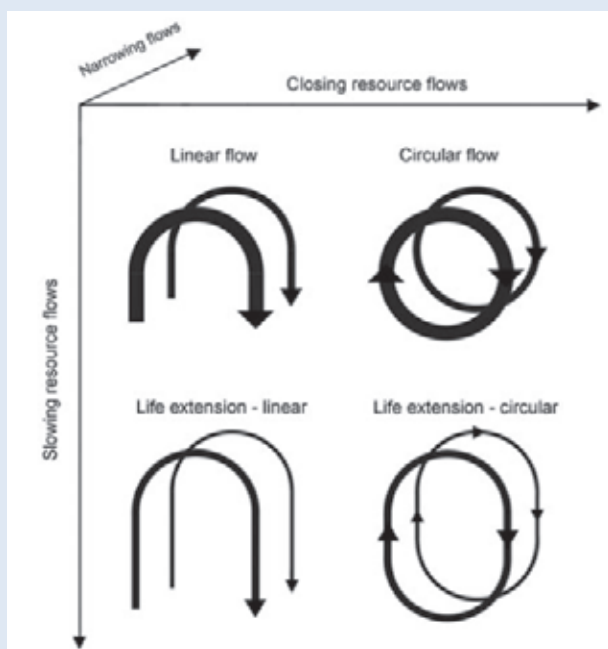 Narrowing flows
Closing resource flows
Linear flow
Circular flow
Slowing resource flows
Life extension - linear
Life extension - circular